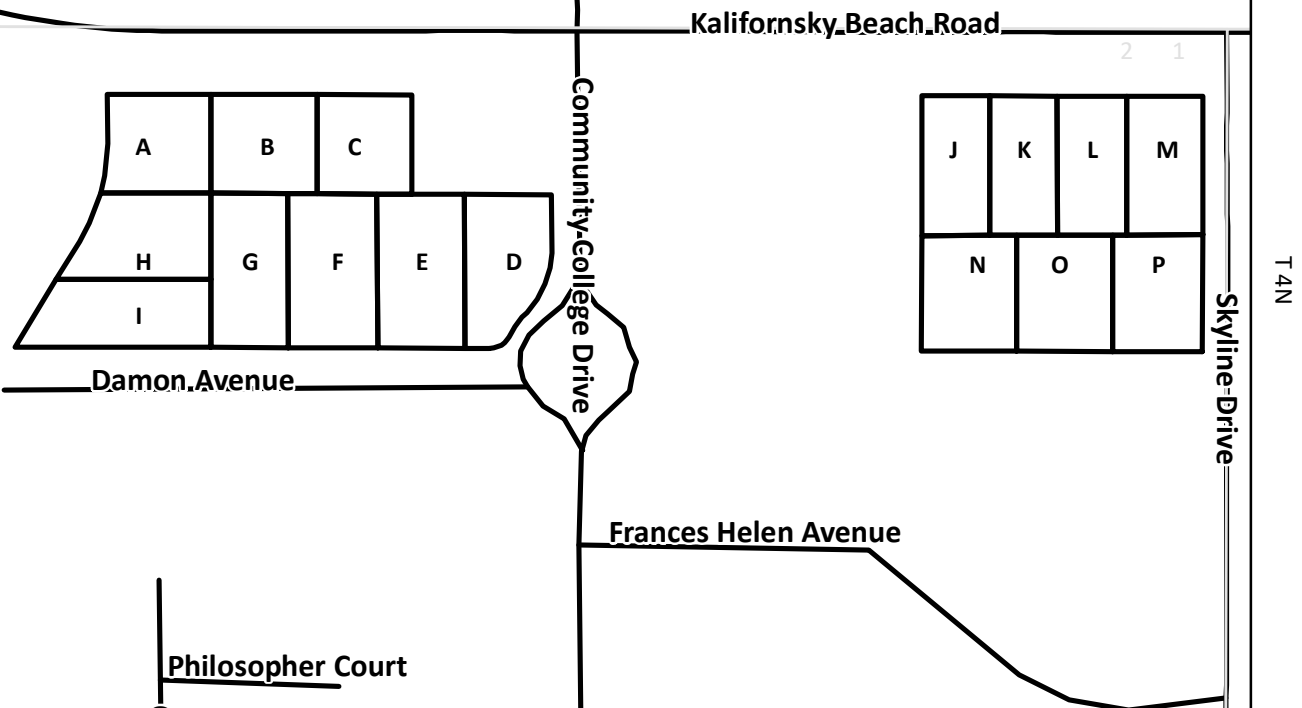 Kalifornsky Beach Road
2 1
Community College Drive
A B C
J K L M
H G F E D
N O P
T 4N
I
Skyline Drive
Damon Avenue
Frances Helen Avenue
Philosopher Court